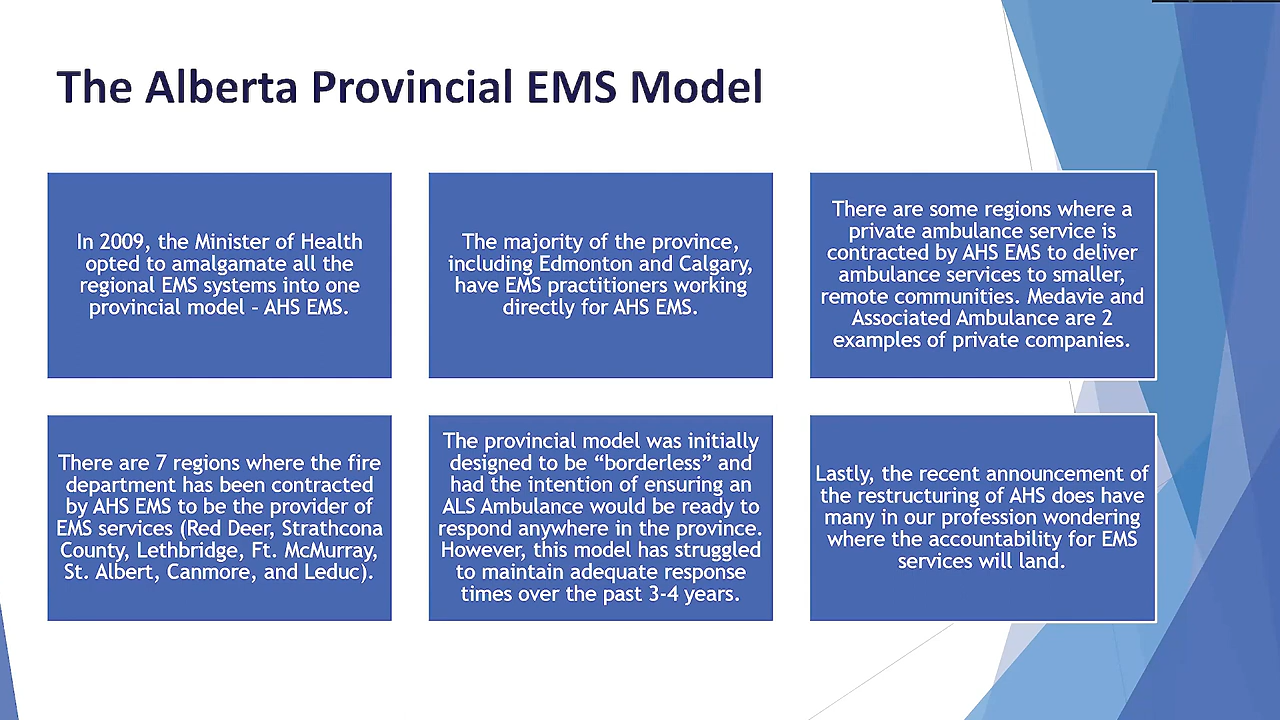 The Alberta Provincial EMS Model
In 2009, the Minister of Health
opted to amalgamate all the
regional EMS systems into one
provincial model – AHS EMS.
The majority of the province,
including Edmonton and Calgary,
have EMS practitioners working
directly for AHS EMS.
There are some regions where a
private ambulance service is
contracted by AHS EMS to deliver
ambulance services to smaller,
remote communities. Medavie and
Associated Ambulance are 2
examples of private companies.
There are 7 regions where the fire
department has been contracted
by AHS EMS to be the provider of
EMS services (Red Deer, Strathcona
County, Lethbridge, Ft. McMurray,
St. Albert, Canmore, and Leduc).
The provincial model was initially
designed to be “borderless” and
had the intention of ensuring an
ALS Ambulance would be ready to
respond anywhere in the province.
However, this model has struggled
to maintain adequate response
times over the past 3-4 years.
Lastly, the recent announcement of
the restructuring of AHS does have
many in our profession wondering
where the accountability for EMS
services will land.